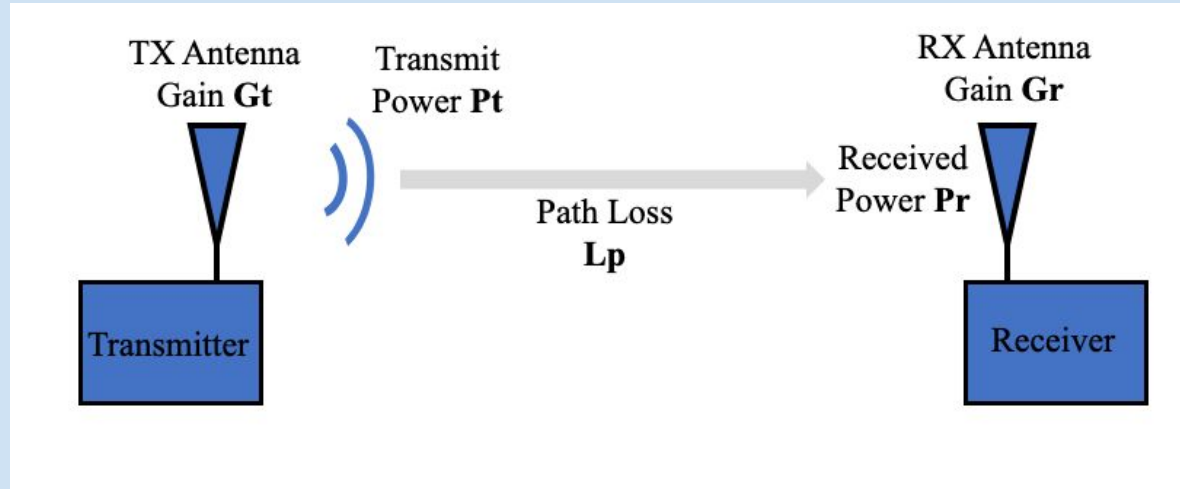 TX Antenna
Gain Gt
Transmit
Power Pt
RX Antenna
Gain Gr
Received
Power Pr
Path Loss
Lp
Transmitter
Receiver